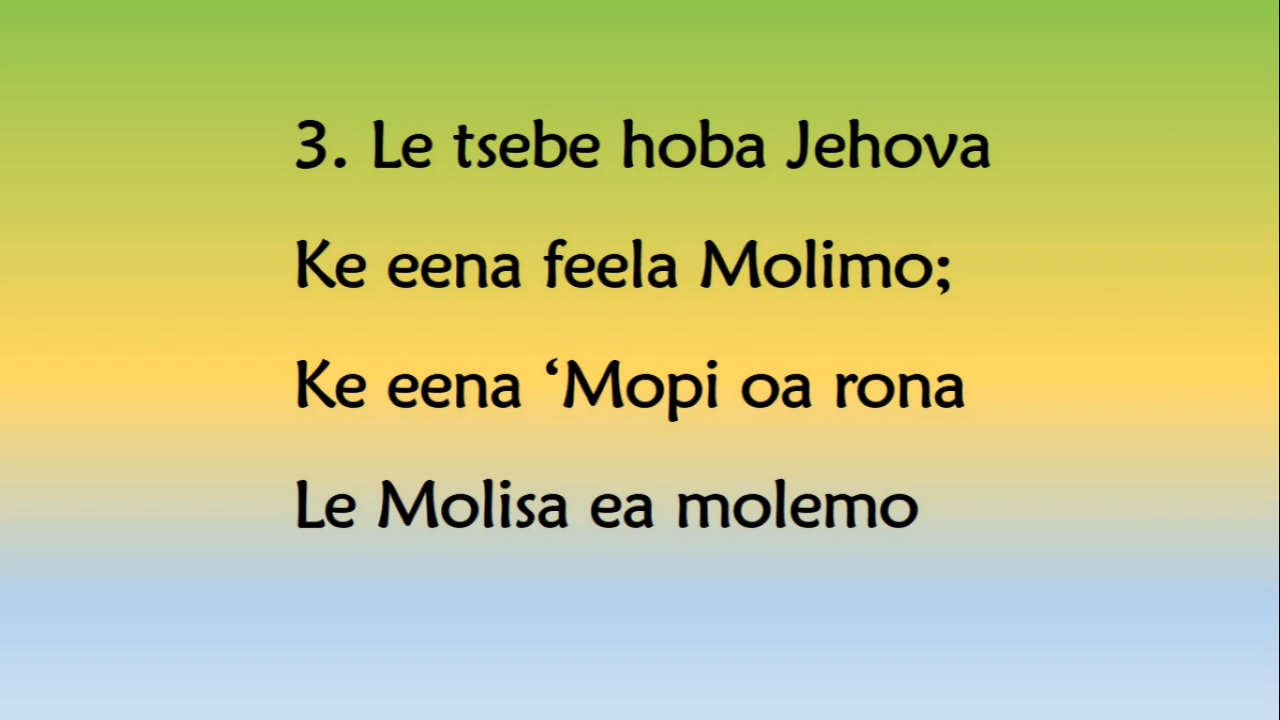 3. Le tsebe hoba Jehova
Ke eena feela Molimo;
Ke eena ‘Mopi oa rona
Le Molisa ea molemo